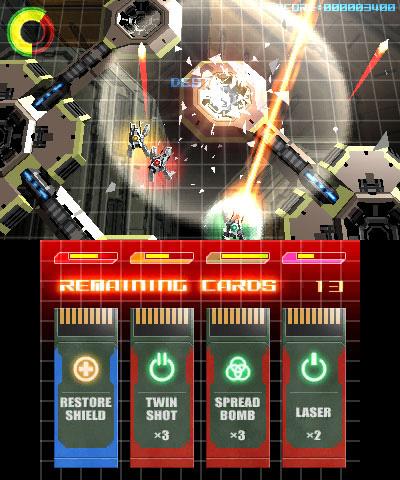 SCORE:000003400
REMAINING CARDS 13
RESTORE
SHIELD
TWIN
SHOT
×3
SPREAD
BOMB
×3
LASER
×2